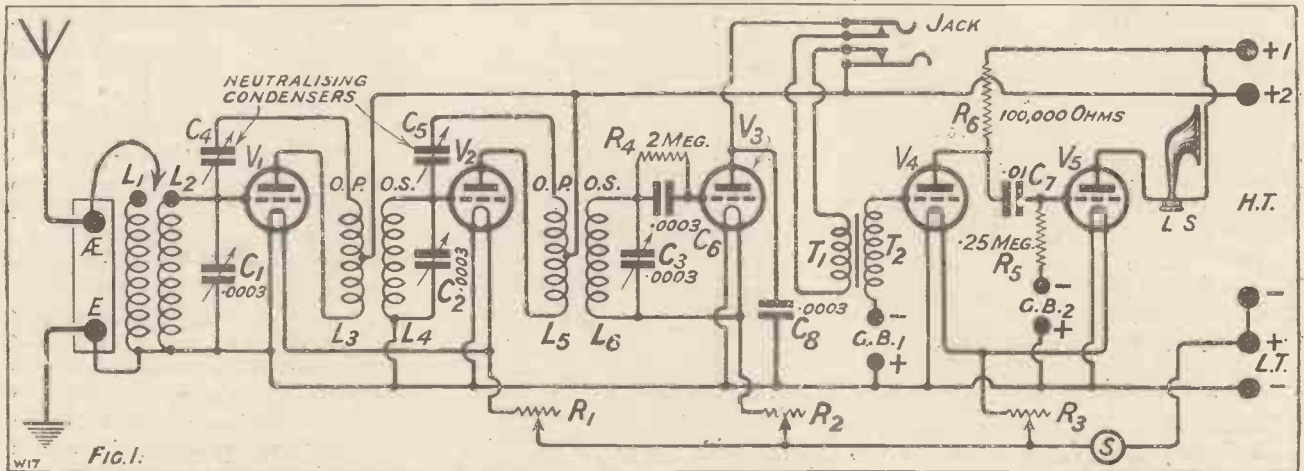 JACK
NEUTRALISING
CONDENSERS
C4
C5
V1
V2
R4 2 MEG.
V3
R6
100,000 OHMS
V4
V5
+1
+2
L1
L2
O.P.
O.S.
O.P.
O.S.
.0003
C6
.01 C7
L S
H.T.
Æ
E
C1
.0003
C2 .0003
C3
.0003
T1
T2
.25 MEG.
R5
L3
L4
L5
L6
.0003
C8
-
G.B.1
+
-
G.B.2
+
-
+
L.T.
-
R1
R2
R3
S
W17
FIG.1.